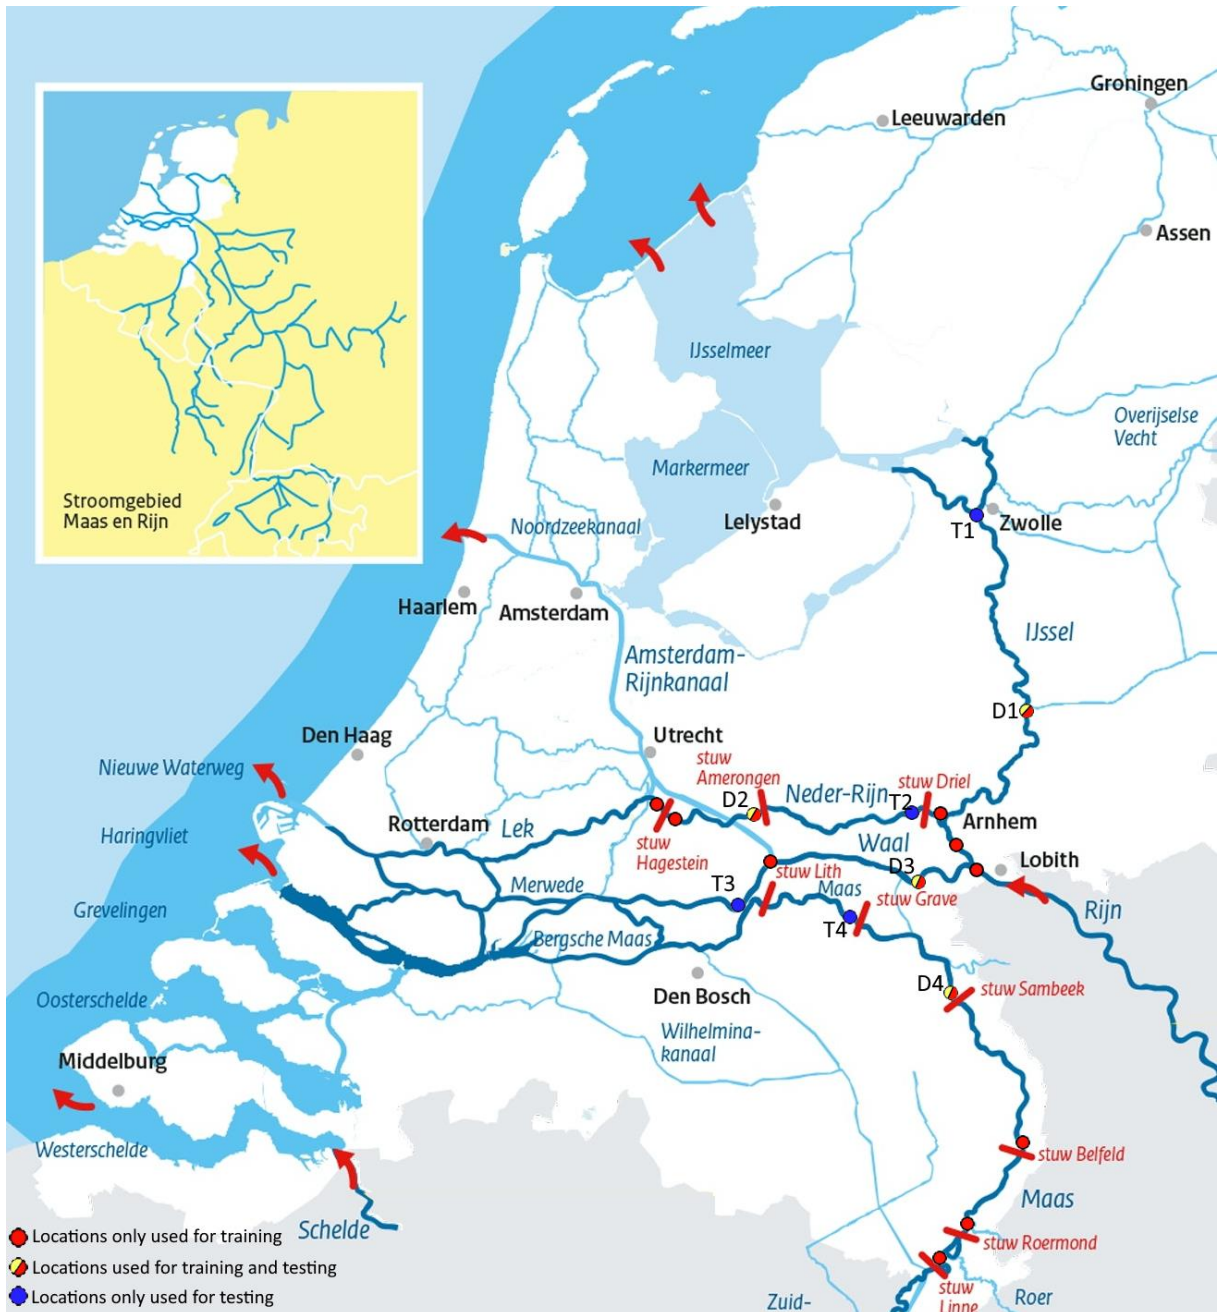 Groningen
Leeuwarden
Assen
IJsselmeer
Overijselse
Vecht
Markermeer
Stroomgebied
Maas en Rijn
Lelystad
Zwolle
T1
Noordzeekanaal
Haarlem
Amsterdam
IJssel
Amsterdam-
Rijnkanaal
D1
Den Haag
Utrecht
Nieuwe Waterweg
stuw
Amerongen
stuw Driel
D2
Neder-Rijn
T2
Rotterdam
Lek
Arnhem
Haringvliet
stuw
Hagestein
Waal
Lobith
D3
stuw Lith
Merwede
T3
Maas
stuw Grave
Grevelingen
Rijn
T4
Bergsche Maas
D4
stuw Sambeek
Den Bosch
Oosterschelde
Wilhelmina-
kanaal
Middelburg
Westerschelde
stuw Belfeld
Maas
Schelde
stuw Roermond
Locations only used for training
Locations used for training and testing
Locations only used for testing
stuw
Linne
Roer
Zuid-